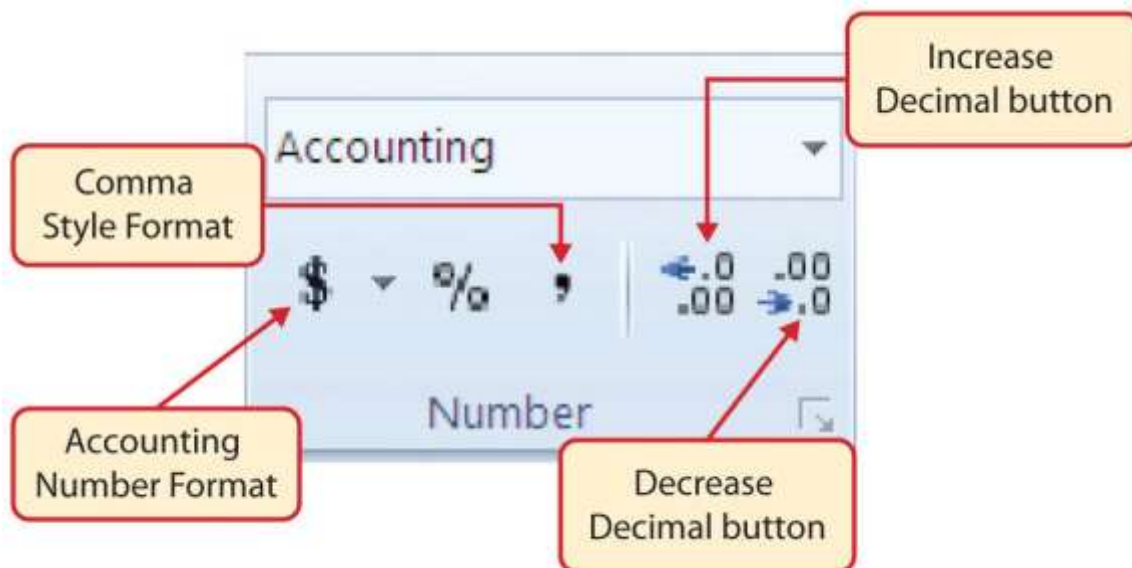 Increase
Decimal button
Accounting
Comma
Style Format
$ % , .0 .00
.00 .0
Number
Accounting
Number Format
Decrease
Decimal button